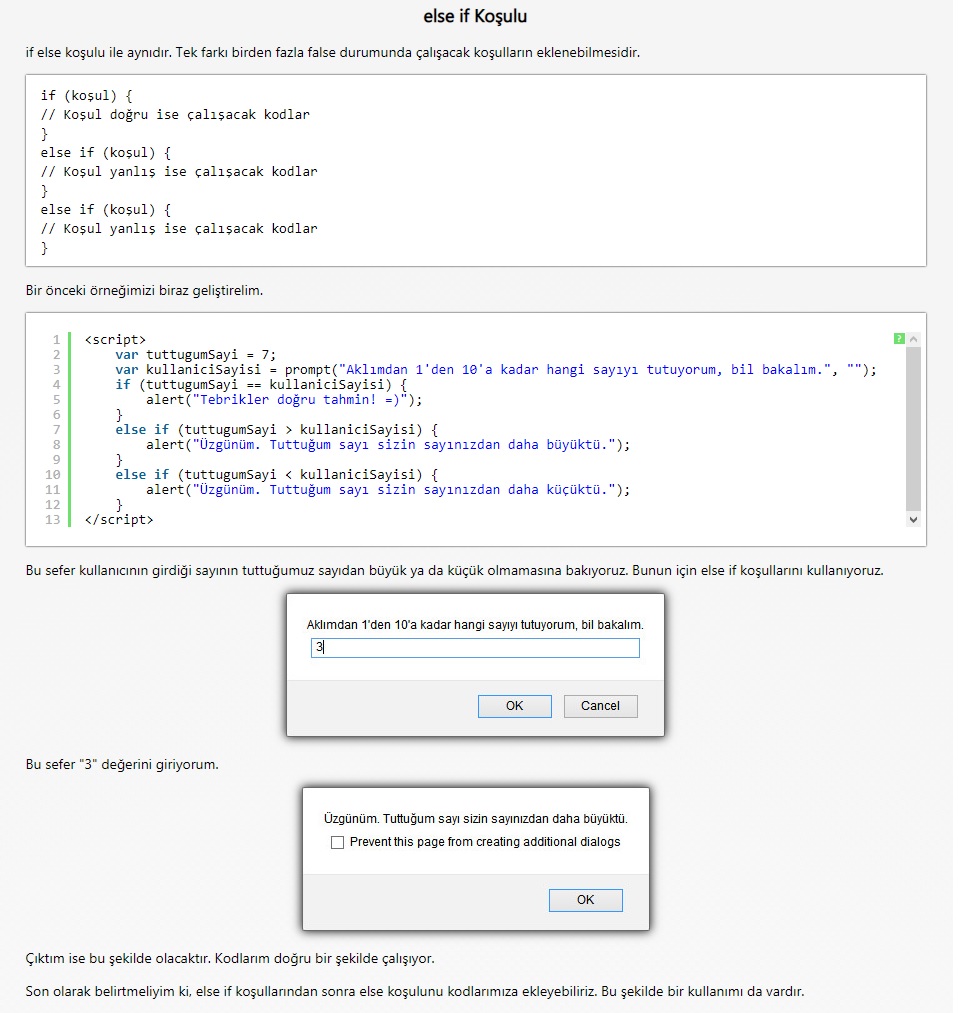 else if Koşulu
if else koşulu ile aynıdır. Tek farkı birden fazla false durumunda çalışacak koşulların eklenebilmesidir.
if (koşul) {
// Koşul doğru ise çalışacak kodlar
}
else if (koşul) {
// Koşul yanlış ise çalışacak kodlar
}
else if (koşul) {
// Koşul yanlış ise çalışacak kodlar
}
Bir önceki örneğimizi biraz geliştirelim.
1 <script>
2 var tuttugumSayi = 7;
3 var kullaniciSayisi = prompt("Aklımdan 1'den 10'a kadar hangi sayıyı tutuyorum, bil bakalım.", "");
4 if (tuttugumSayi == kullaniciSayisi) {
5 alert("Tebrikler doğru tahmin! =)");
6 }
7 else if (tuttugumSayi > kullaniciSayisi) {
8 alert("Üzgünüm. Tuttuğum sayı sizin sayınızdan daha büyüktü.");
9 }
10 else if (tuttugumSayi < kullaniciSayisi) {
11 alert("Üzgünüm. Tuttuğum sayı sizin sayınızdan daha küçüktü.");
12 }
13 </script>
?
Bu sefer kullanıcının girdiği sayının tuttuğumuz sayıdan büyük ya da küçük olmamasına bakıyoruz. Bunun için else if koşullarını kullanıyoruz.
Aklımdan 1'den 10'a kadar hangi sayıyı tutuyorum, bil bakalım.
3
OK Cancel
Bu sefer "3" değerini giriyorum.
Üzgünüm. Tuttuğum sayı sizin sayınızdan daha büyüktü.
Prevent this page from creating additional dialogs
OK
Çıktım ise bu şekilde olacaktır. Kodlarım doğru bir şekilde çalışıyor.
Son olarak belirtmeliyim ki, else if koşullarından sonra else koşulunu kodlarımıza ekleyebiliriz. Bu şekilde bir kullanımı da vardır.